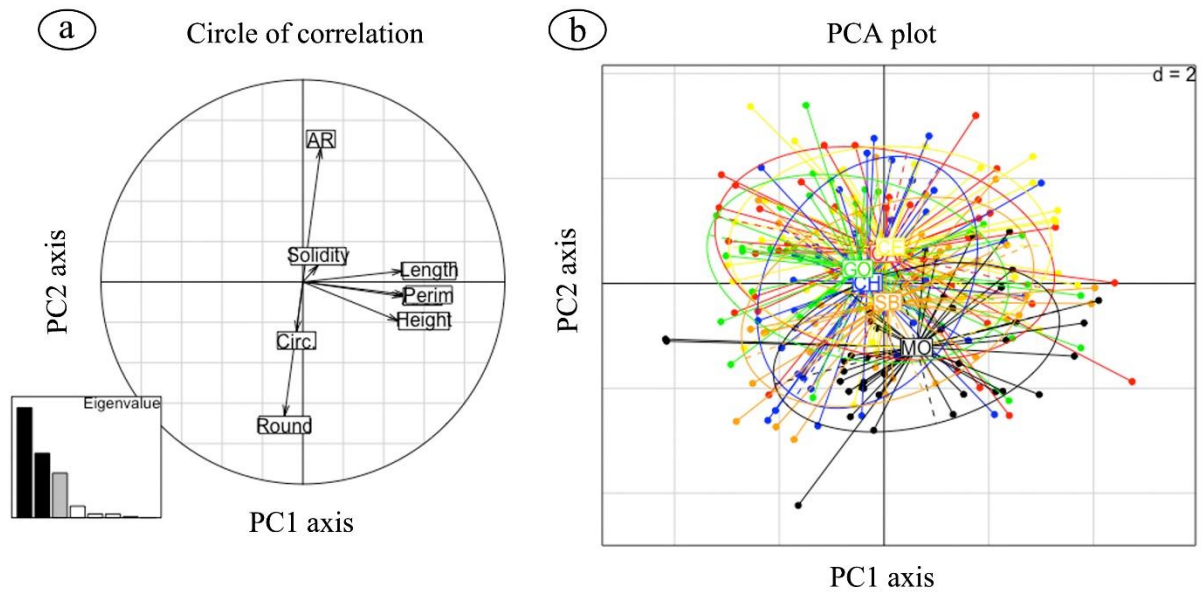 a
Circle of correlation
AR
Solidity
Length
Perim
Height
Circ.
Round
Eigenvalue
PC2 axis
PC1 axis
b
PCA plot
d = 2
CE
GO
CH
SB
MO
PC2 axis
PC1 axis